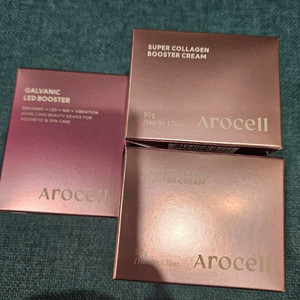 GALVANIC
LED BOOSTER
GALVANIC + LED + EMS + VIBRATION
HOME CARE BEAUTY DEVICE FOR
AESTHETIC & SPA CARE
Arocell
SUPER COLLAGEN
BOOSTER CREAM
50g
Arocell
CREAM
Arocell